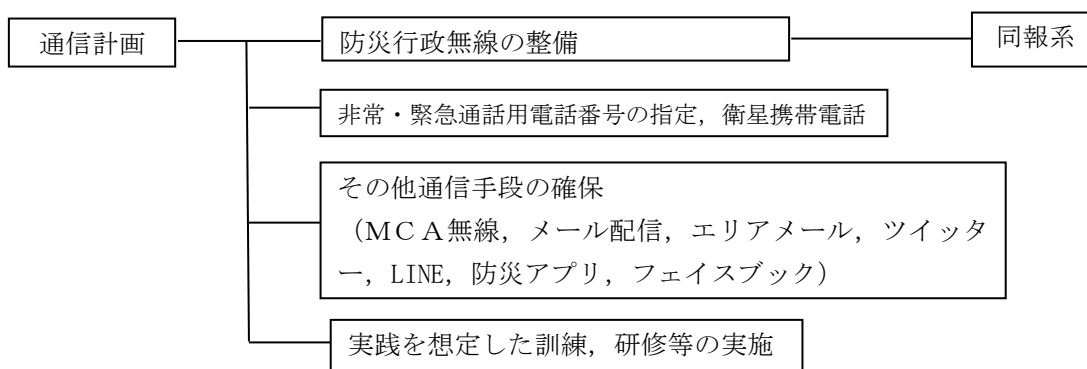 通信計画
防災行政無線の整備
同報系
非常・緊急通話用電話番号の指定，衛星携帯電話
その他通信手段の確保
（ＭＣＡ無線，メール配信，エリアメール，ツイッタ
ー，LINE，防災アプリ，フェイスブック）
実践を想定した訓練，研修等の実施